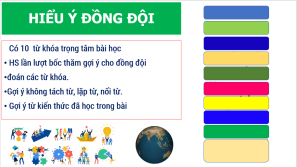 HIỂU Ý ĐỒNG ĐỘI
Có 10 từ khóa trọng tâm bài học
• HS lần lượt bốc thăm gợi ý cho đồng đội
•đoán các từ khóa.
•Gợi ý không tách từ, lặp từ, nối từ.
• Gợi ý từ kiến thức đã học trong bài